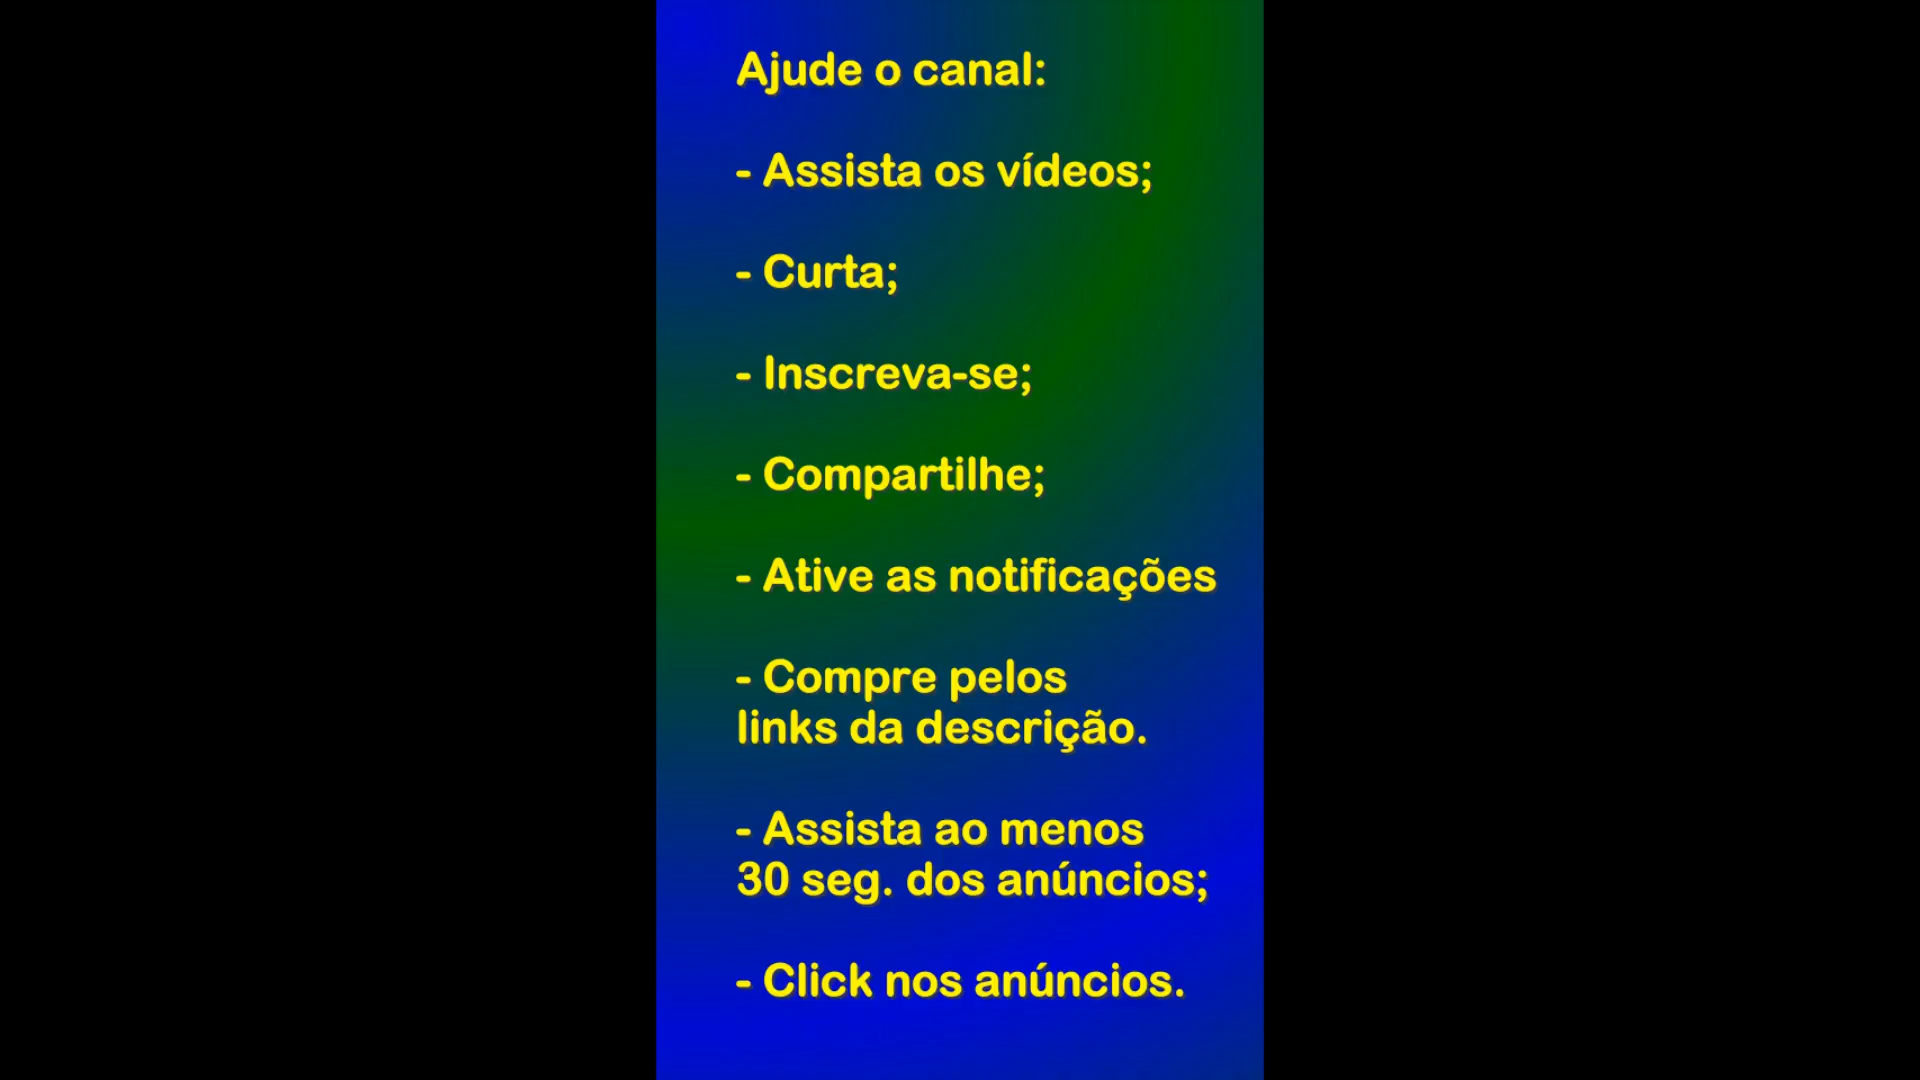 Ajude o canal:
- Assista os vídeos;
- Curta;
- Inscreva-se;
- Compartilhe;
- Ative as notificações
- Compre pelos
links da descrição.
- Assista ao menos
30 seg. dos anúncios;
- Click nos anúncios.